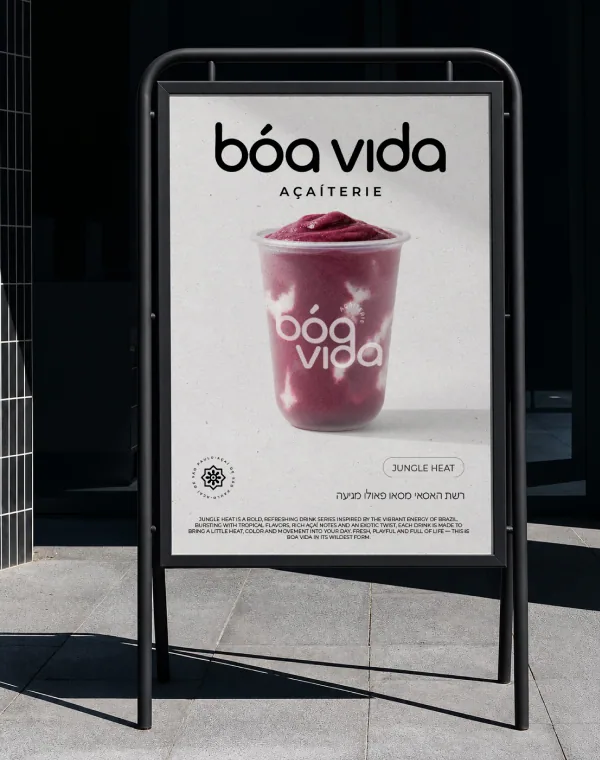 bóa vida
AÇAÍTERIE
bóa
vida
JUNGLE HEAT
רשת האסאי מסאו פאולו מגיעה
JUNGLE HEAT IS A BOLD, REFRESHING DRINK SERIES INSPIRED BY THE VIBRANT ENERGY OF BRAZIL.
BURSTING WITH TROPICAL FLAVORS, RICH AÇAÍ NOTES AND AN EXOTIC TWIST, EACH DRINK IS MADE TO
BRING A LITTLE HEAT, COLOR AND MOVEMENT INTO YOUR DAY. FRESH, PLAYFUL AND FULL OF LIFE — THIS IS
BOA VIDA IN ITS WILDEST FORM.